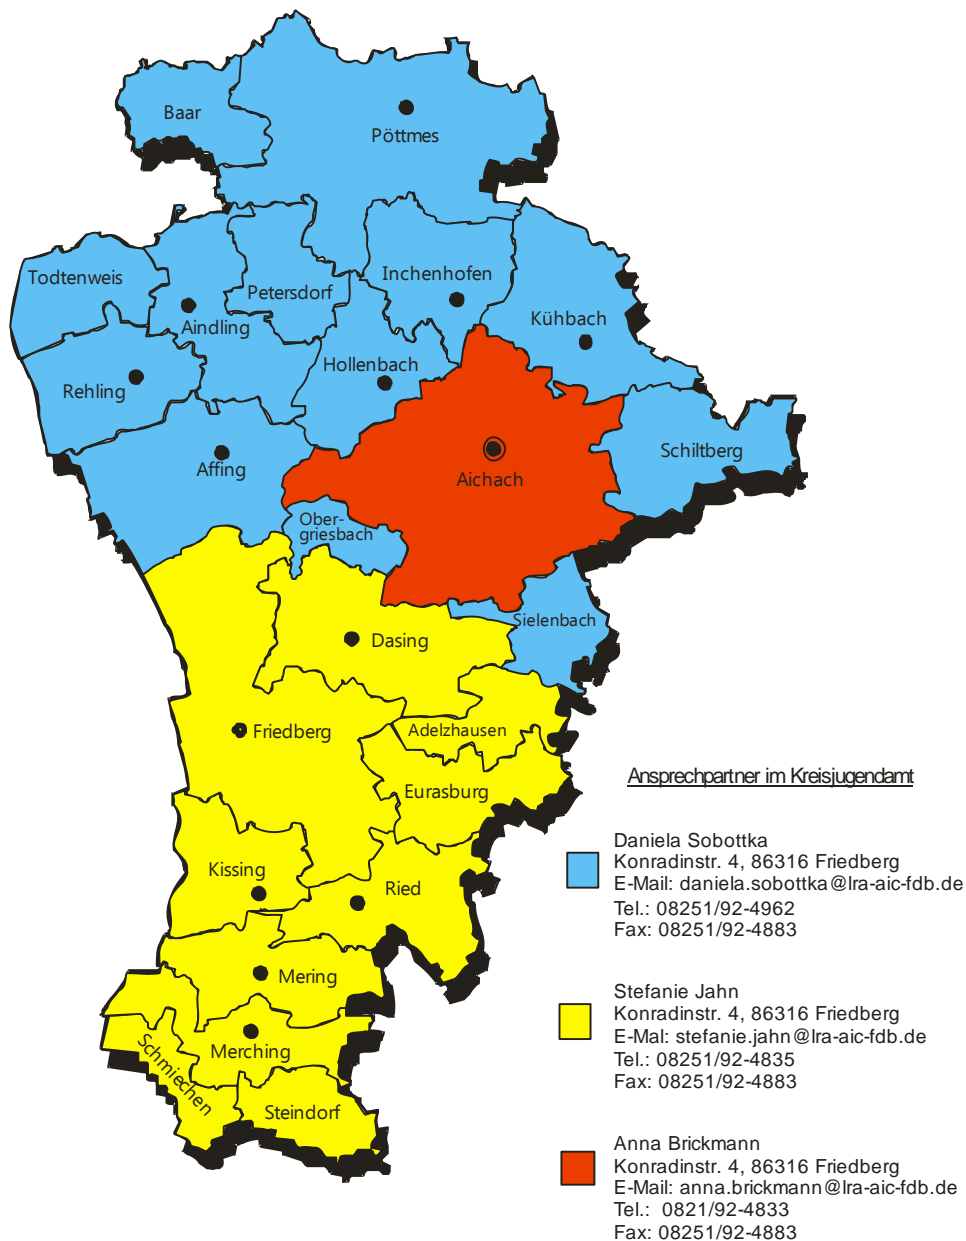 Baar
Pöttmes
Todtenweis
Petersdorf
Inchenhofen
Aindling
Kühbach
Rehling
Hollenbach
Affing
Aichach
Schiltberg
Ober-
griesbach
Sielenbach
Dasing
Friedberg
Adelzhausen
Eurasburg
Kissing
Ried
Mering
Merching
Schmiechen
Steindorf
Ansprechpartner im Kreisjugendamt
Daniela Sobottka
Konradinstr. 4, 86316 Friedberg
E-Mail: daniela.sobottka@lra-aic-fdb.de
Tel.: 08251/92-4962
Fax: 08251/92-4883
Stefanie Jahn
Konradinstr. 4, 86316 Friedberg
E-Mal: stefanie.jahn@lra-aic-fdb.de
Tel.: 08251/92-4835
Fax: 08251/92-4883
Anna Brickmann
Konradinstr. 4, 86316 Friedberg
E-Mail: anna.brickmann@lra-aic-fdb.de
Tel.: 0821/92-4833
Fax: 08251/92-4883